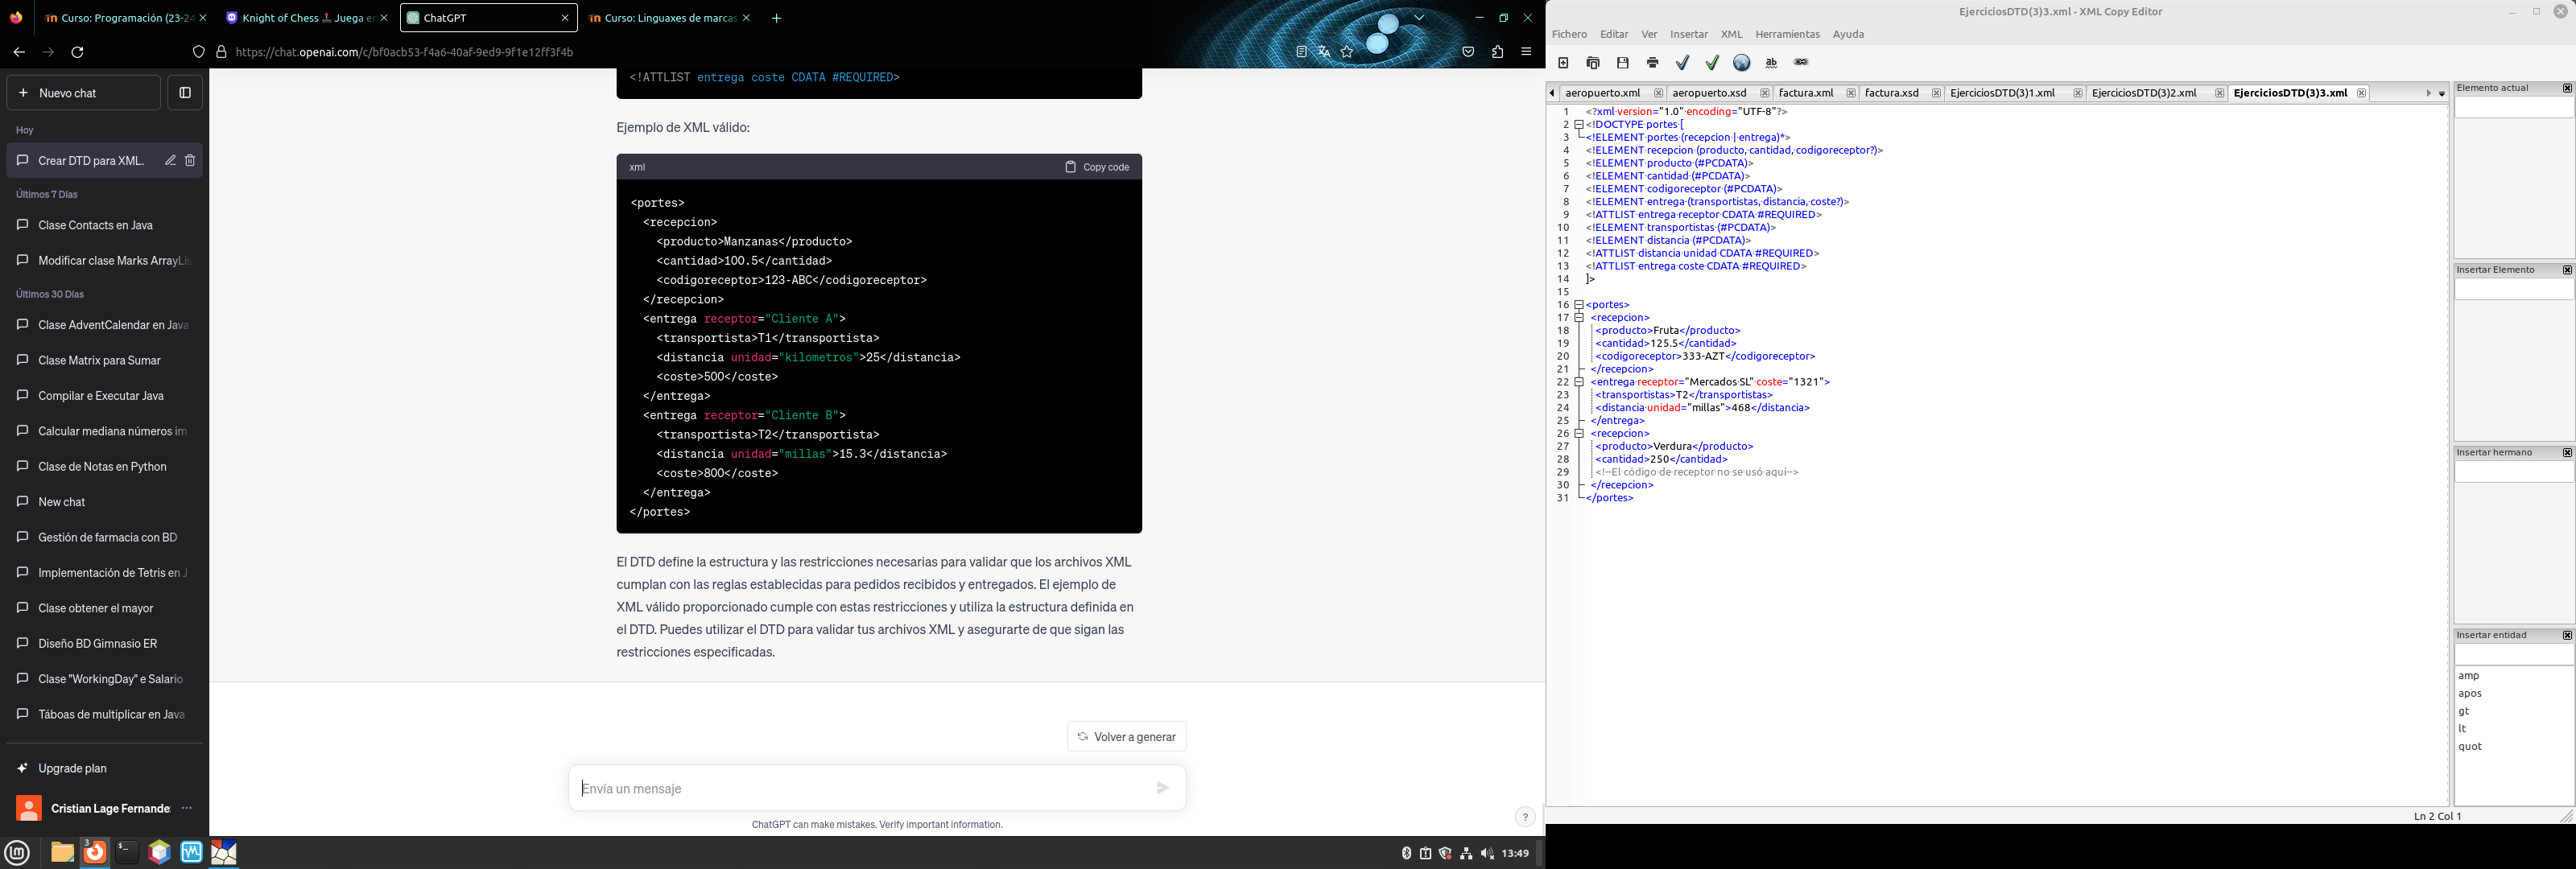 Curso: Programación (23-24
Knight of Chess
Juega en
ChatGPT
Curso: Linguaxes de marcas
https://chat.openai.com/c/bf0acb53-f4a6-40af-9ed9-9f1e12ff3f4b
Nuevo chat
Hoy
Crear DTD para XML.
Últimos 7 Días
Clase Contacts en Java
Modificar clase Marks ArrayLis
Últimos 30 Días
Clase AdventCalendar en Java
Clase Matrix para Sumar
Compilar e Executar Java
Calcular mediana números im
Clase de Notas en Python
New chat
Gestión de farmacia con BD
Implementación de Tetris en J
Clase obtener el mayor
Diseño BD Gimnasio ER
Clase "WorkingDay" e Salario
Táboas de multiplicar en Java
Upgrade plan
Cristian Lage Fernande
<!ATTLIST entrega coste CDATA #REQUIRED>
Ejemplo de XML válido:
xml
Copy code
<portes>
<recepcion>
<producto>Manzanas</producto>
<cantidad>100.5</cantidad>
<codigoreceptor>123-ABC</codigoreceptor>
</recepcion>
<entrega receptor="Cliente A">
<transportista>T1</transportista>
<distancia unidad="kilometros">25</distancia>
<coste>500</coste>
</entrega>
<entrega receptor="Cliente B">
<transportista>T2</transportista>
<distancia unidad="millas">15.3</distancia>
<coste>800</coste>
</entrega>
</portes>
El DTD define la estructura y las restricciones necesarias para validar que los archivos XML
cumplan con las reglas establecidas para pedidos recibidos y entregados. El ejemplo de
XML válido proporcionado cumple con estas restricciones y utiliza la estructura definida en
el DTD. Puedes utilizar el DTD para validar tus archivos XML y asegurarte de que sigan las
restricciones especificadas.
Volver a generar
Envía un mensaje
ChatGPT can make mistakes. Verify important information.
?
3
13:49
EjerciciosDTD(3)3.xml - XML Copy Editor
Fichero Editar Ver Insertar XML Herramientas Ayuda
ab
aeropuerto.xml aeropuerto.xsd factura.xml factura.xsd EjerciciosDTD(3)1.xml EjerciciosDTD(3)2.xml EjerciciosDTD(3)3.xml
1 <?xml version="1.0" encoding="UTF-8"?>
2 <!DOCTYPE portes [
3 <!ELEMENT portes (recepcion | entrega)*>
4 <!ELEMENT recepcion (producto, cantidad, codigoreceptor?)>
5 <!ELEMENT producto (#PCDATA)>
6 <!ELEMENT cantidad (#PCDATA)>
7 <!ELEMENT codigoreceptor (#PCDATA)>
8 <!ELEMENT entrega (transportistas, distancia, coste?)>
9 <!ATTLIST entrega receptor CDATA #REQUIRED>
10 <!ELEMENT transportistas (#PCDATA)>
11 <!ELEMENT distancia (#PCDATA)>
12 <!ATTLIST distancia unidad CDATA #REQUIRED>
13 <!ATTLIST entrega coste CDATA #REQUIRED>
14 ]>
15
16 <portes>
17 <recepcion>
18 <producto>Fruta</producto>
19 <cantidad>125.5</cantidad>
20 <codigoreceptor>333-AZT</codigoreceptor>
21 </recepcion>
22 <entrega receptor="Mercados SL" coste="1321">
23 <transportistas>T2</transportistas>
24 <distancia unidad="millas">468</distancia>
25 </entrega>
26 <recepcion>
27 <producto>Verdura</producto>
28 <cantidad>250</cantidad>
29 <!--El código de receptor no se usó aquí-->
30 </recepcion>
31 </portes>
Elemento actual
Insertar Elemento
Insertar hermano
Insertar entidad
amp
apos
gt
lt
quot
Ln 2 Col 1